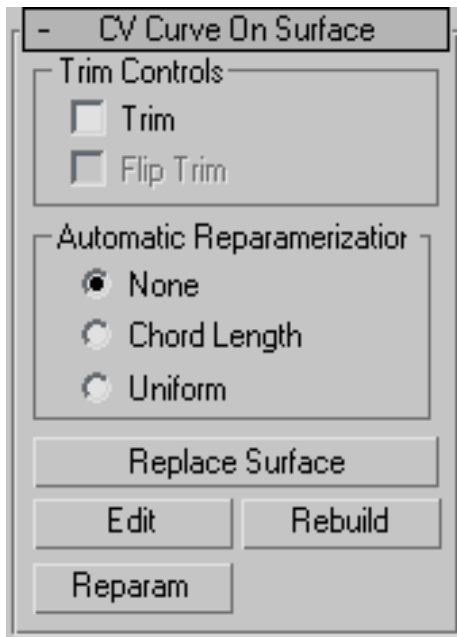 - CV Curve On Surface
Trim Controls
Trim
Flip Trim
Automatic Reparamerization
None
Chord Length
Uniform
Replace Surface
Edit Rebuild
Reparam